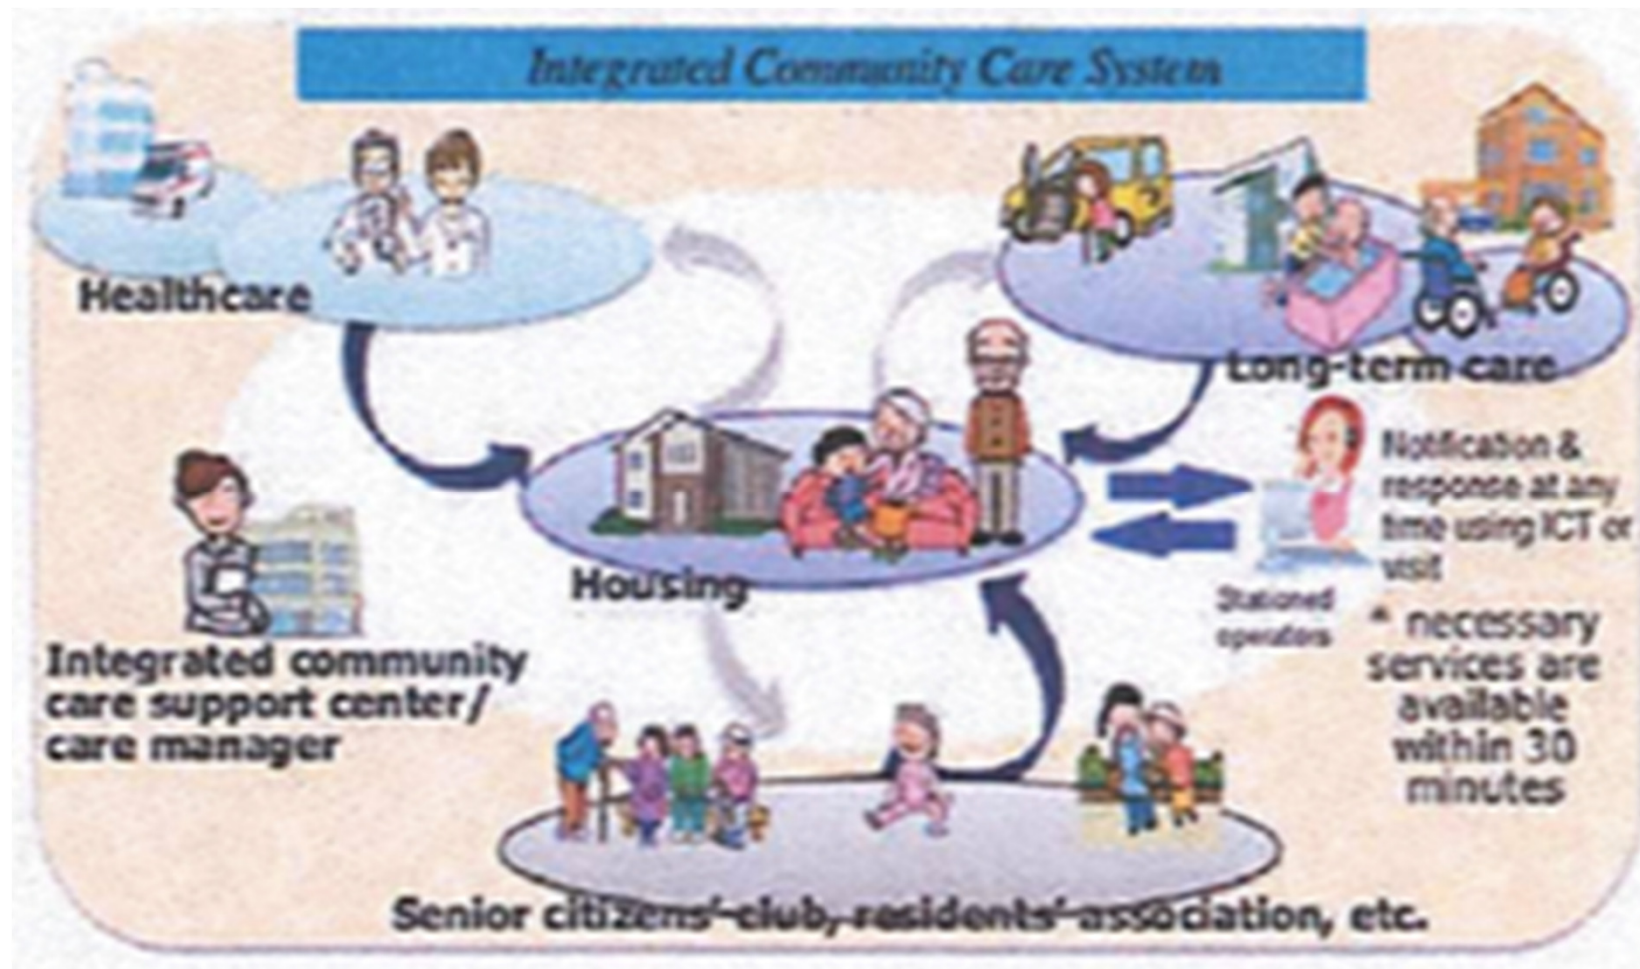 Integrated Community Care System
Healthcare
Long-term care
Notification &
response at any
time using ICT or
visit
Housing
Stationed
operators
* necessary
services are
available
within 30
minutes
Integrated community
care support center/
care manager
Senior citizens' club, residents' association, etc.